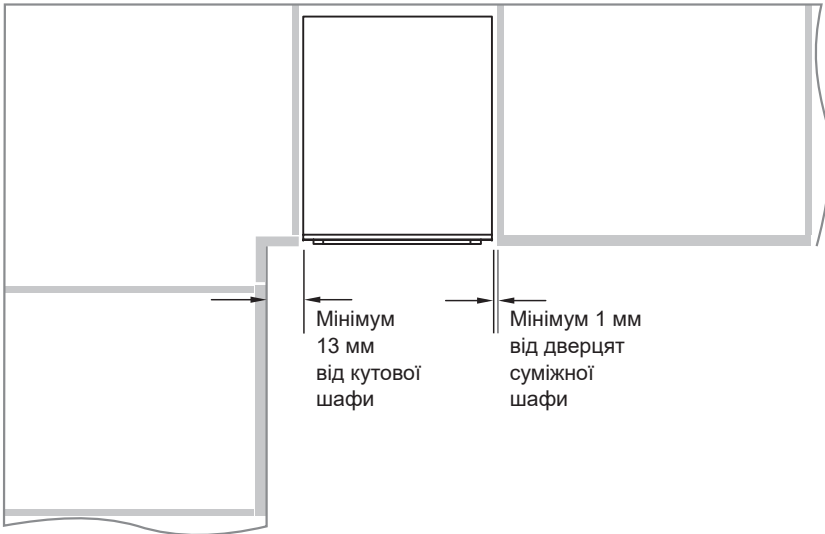 Мінімум
13 мм
від кутової
шафи
Мінімум 1 мм
від дверцят
суміжної
шафи